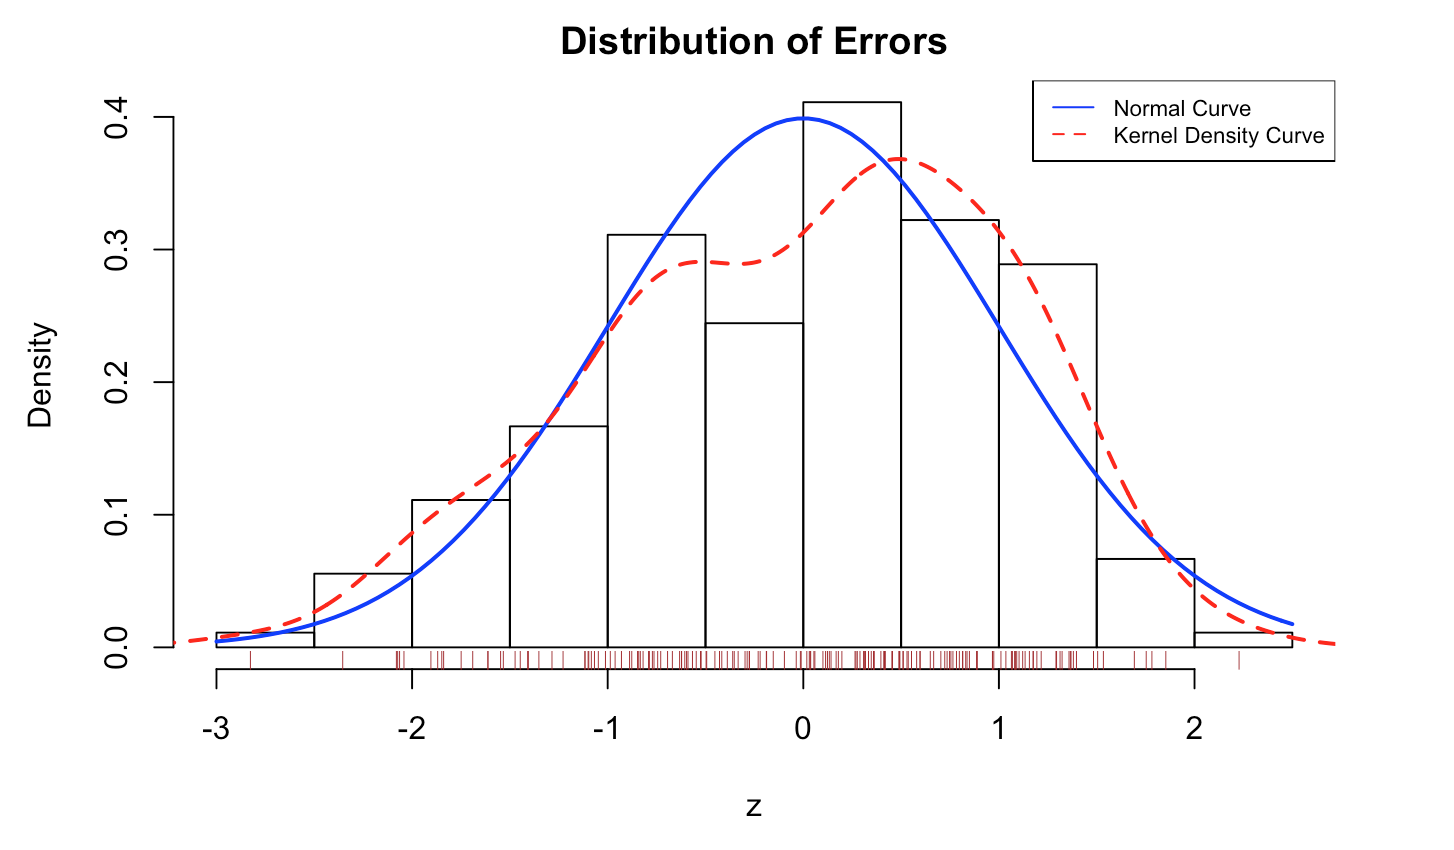 Distribution of Errors
Normal Curve
Kernel Density Curve
Density
0.4
0.3
0.2
0.1
0.0
-3 -2 -1 0 1 2
z